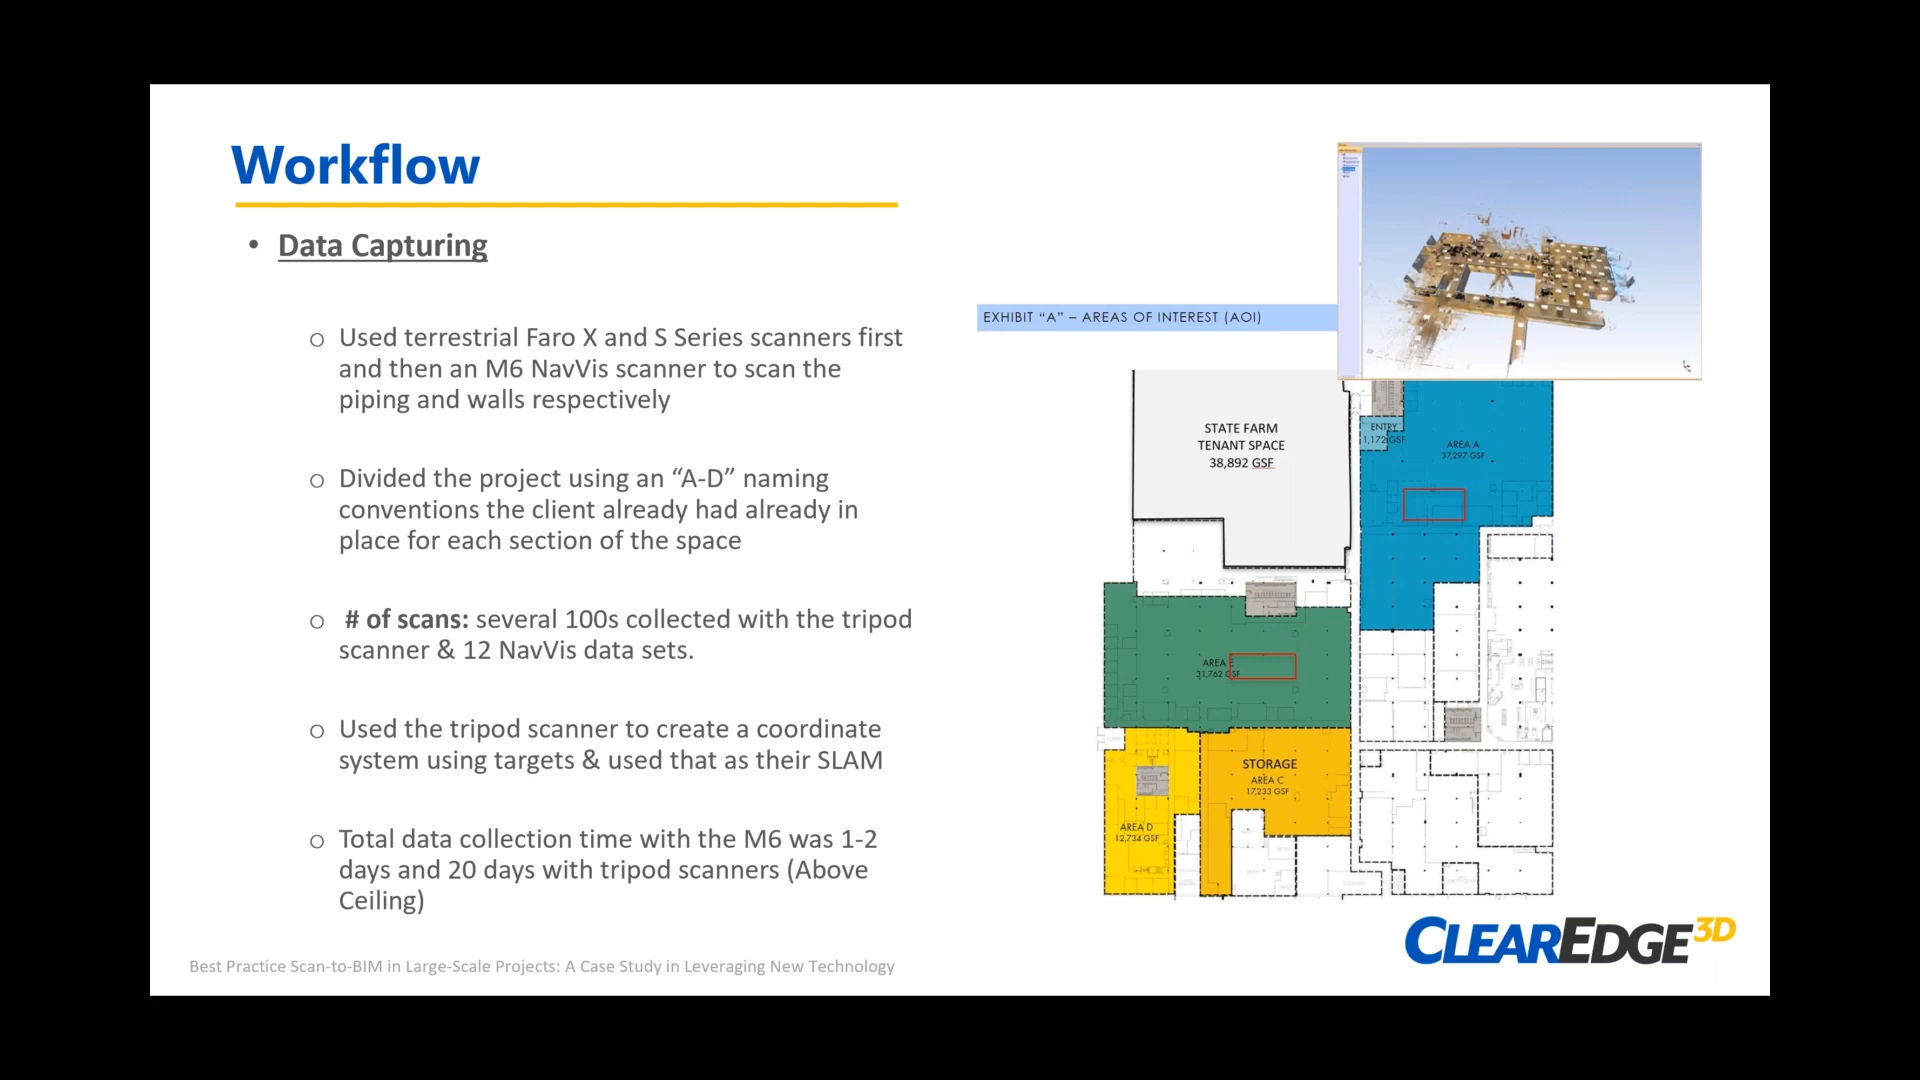 Workflow
• Data Capturing
o Used terrestrial Faro X and S Series scanners first
and then an M6 NavVis scanner to scan the
piping and walls respectively
o Divided the project using an “A-D” naming
conventions the client already had already in
place for each section of the space
o # of scans: several 100s collected with the tripod
scanner & 12 NavVis data sets.
o Used the tripod scanner to create a coordinate
system using targets & used that as their SLAM
o Total data collection time with the M6 was 1-2
days and 20 days with tripod scanners (Above
Ceiling)
EXHIBIT “A” – AREAS OF INTEREST (AOI)
STATE FARM
TENANT SPACE
38,892 GSF
ENTRY
1,172 GSF
AREA A
37,297 GSF
AREA
31,762 GSF
STORAGE
AREA C
17,233 GSF
AREA D
12,734 GSF
Best Practice Scan-to-BIM in Large-Scale Projects: A Case Study in Leveraging New Technology
CLEAREDGE3D